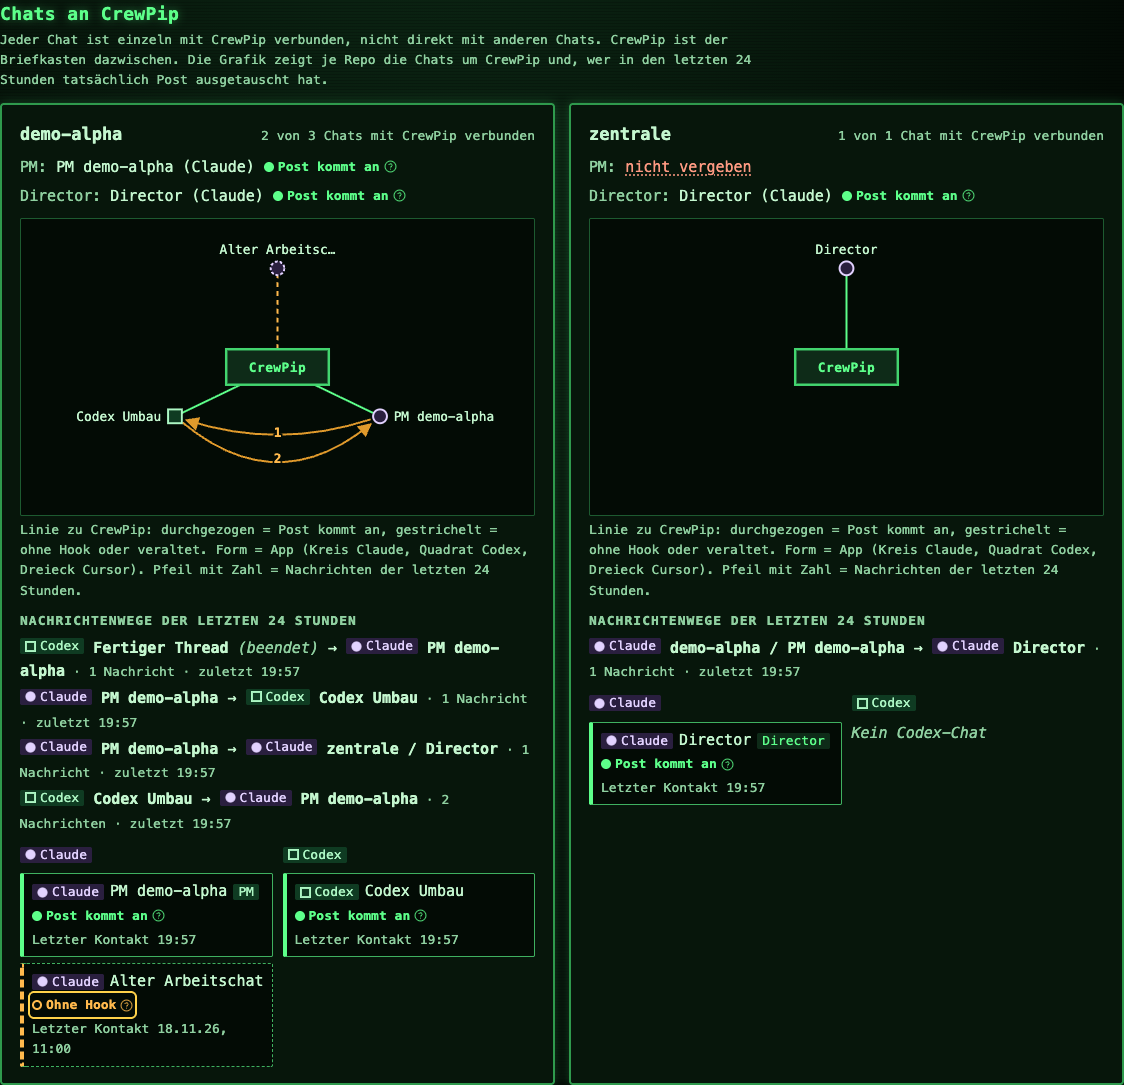 Chats an CrewPip
Jeder Chat ist einzeln mit CrewPip verbunden, nicht direkt mit anderen Chats. CrewPip ist der
Briefkasten dazwischen. Die Grafik zeigt je Repo die Chats um CrewPip und, wer in den letzten 24
Stunden tatsächlich Post ausgetauscht hat.
demo-alpha
2 von 3 Chats mit CrewPip verbunden
PM: PM demo-alpha (Claude) Post kommt an ?
Director: Director (Claude) Post kommt an ?
Alter Arbeitsc…
CrewPip
Codex Umbau
PM demo-alpha
1
2
Linie zu CrewPip: durchgezogen = Post kommt an, gestrichelt =
ohne Hook oder veraltet. Form = App (Kreis Claude, Quadrat Codex,
Dreieck Cursor). Pfeil mit Zahl = Nachrichten der letzten 24
Stunden.
NACHRICHTENWEGE DER LETZTEN 24 STUNDEN
Codex Fertiger Thread (beendet) → Claude PM demo-
alpha · 1 Nachricht · zuletzt 19:57
Claude PM demo-alpha → Codex Codex Umbau · 1 Nachricht
· zuletzt 19:57
Claude PM demo-alpha → Claude zentrale / Director · 1
Nachricht · zuletzt 19:57
Codex Codex Umbau → Claude PM demo-alpha · 2
Nachrichten · zuletzt 19:57
Claude
Codex
Claude PM demo-alpha PM
Post kommt an ?
Letzter Kontakt 19:57
Codex Codex Umbau
Post kommt an ?
Letzter Kontakt 19:57
Claude Alter Arbeitschat
Ohne Hook ?
Letzter Kontakt 18.11.26,
11:00
zentrale
1 von 1 Chat mit CrewPip verbunden
PM: nicht vergeben
Director: Director (Claude) Post kommt an ?
Director
CrewPip
Linie zu CrewPip: durchgezogen = Post kommt an, gestrichelt =
ohne Hook oder veraltet. Form = App (Kreis Claude, Quadrat Codex,
Dreieck Cursor). Pfeil mit Zahl = Nachrichten der letzten 24
Stunden.
NACHRICHTENWEGE DER LETZTEN 24 STUNDEN
Claude demo-alpha / PM demo-alpha → Claude Director ·
1 Nachricht · zuletzt 19:57
Claude
Codex
Claude Director Director
Post kommt an ?
Letzter Kontakt 19:57
Kein Codex-Chat